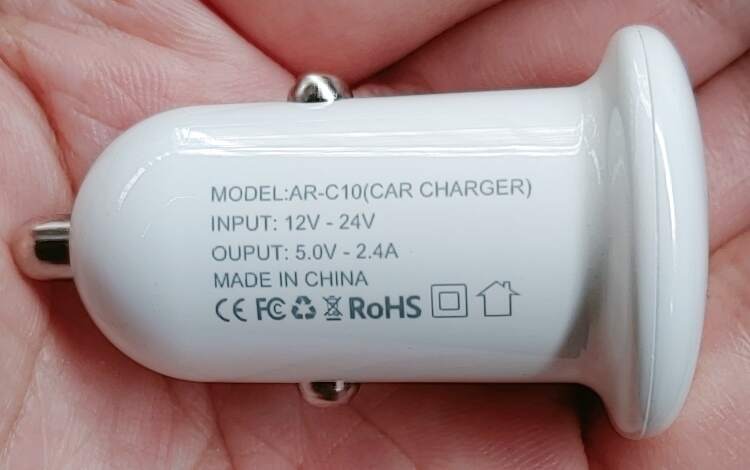 MODEL:AR-C10(CAR CHARGER)
INPUT: 12V - 24V
OUPUT: 5.0V - 2.4A
MADE IN CHINA
CE FC RoHS